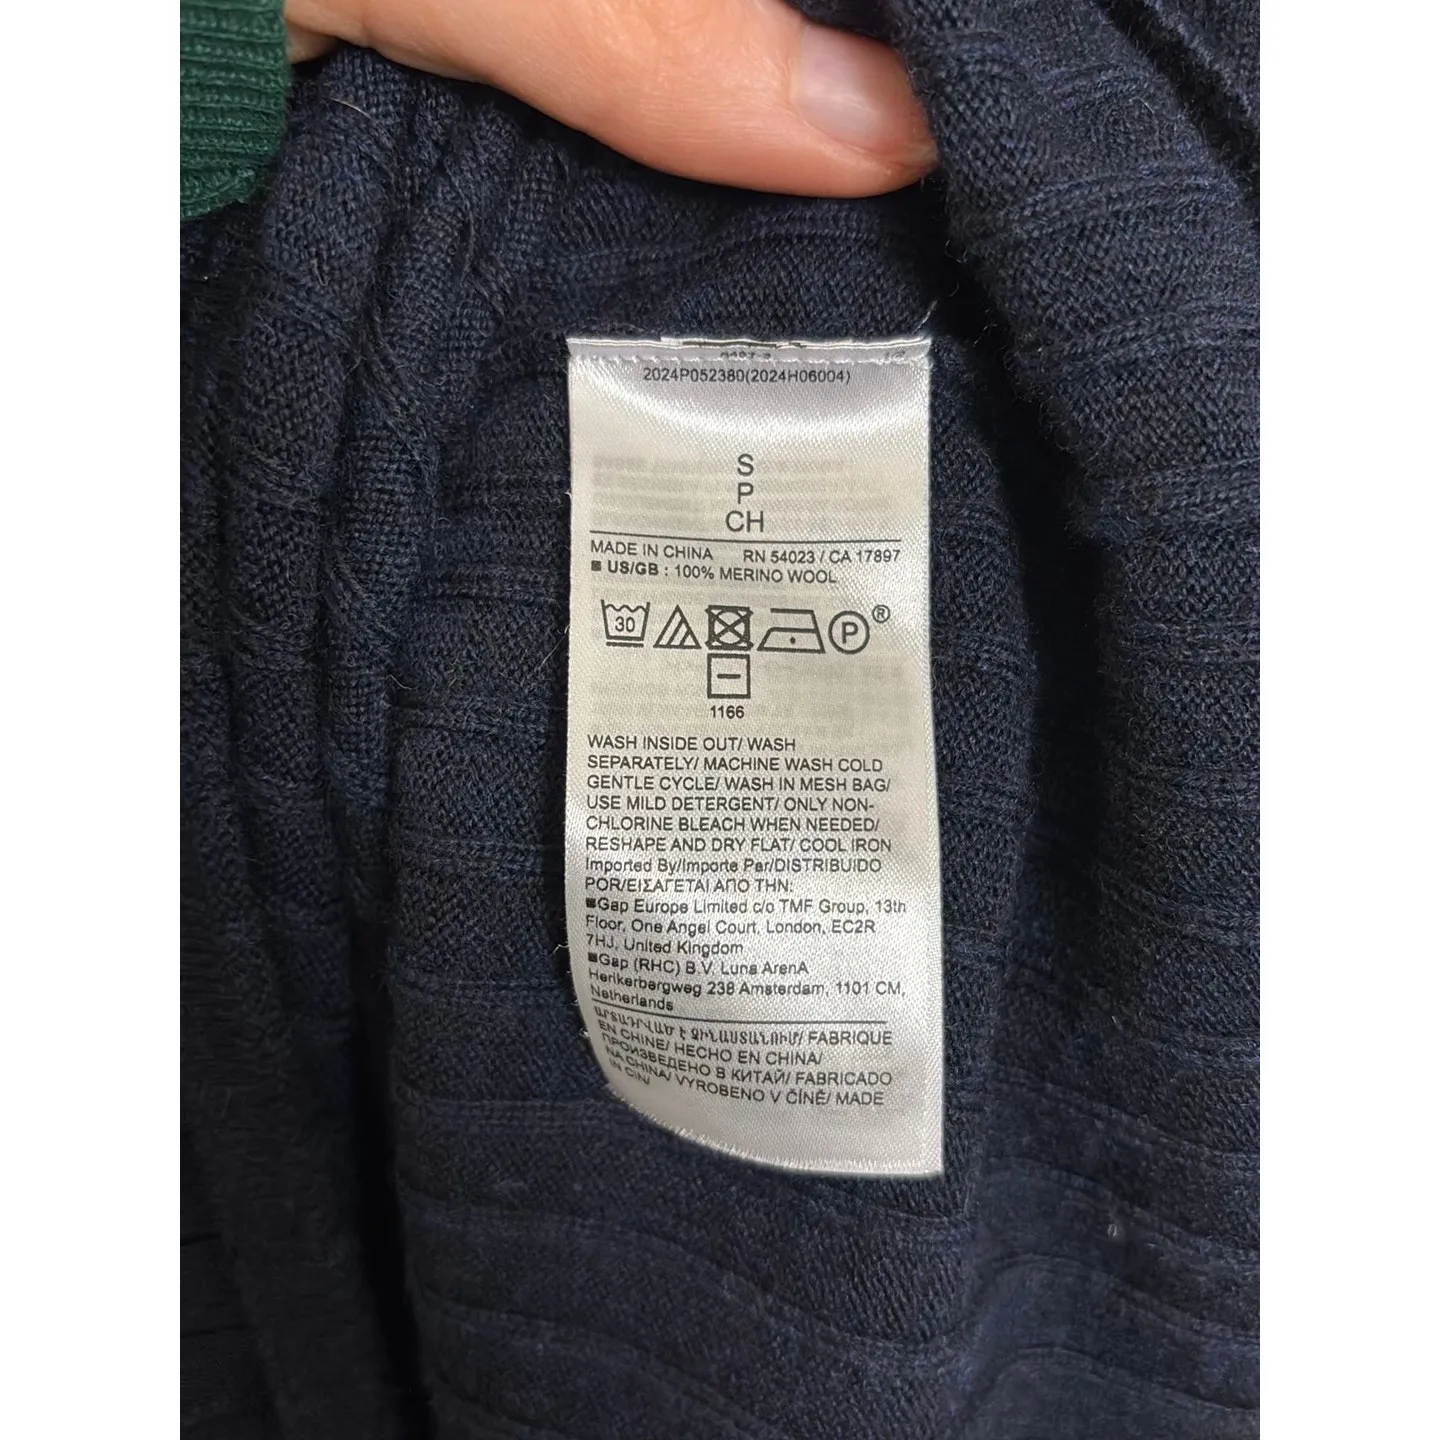 2024P052380(2024H06004)
S
P
CH
MADE IN CHINA RN 54023 / CA 17897
US/GB : 100% MERINO WOOL
30 P ®
1166
WASH INSIDE OUT/ WASH
SEPARATELY/ MACHINE WASH COLD
GENTLE CYCLE/ WASH IN MESH BAG/
USE MILD DETERGENT/ ONLY NON-
CHLORINE BLEACH WHEN NEEDED/
RESHAPE AND DRY FLAT/ COOL IRON
Imported By/Importe Par/DISTRIBUIDO
POR/ΕΙΣΑΓΕΤΑΙ ΑΠΟ ΤΗΝ:
Gap Europe Limited c/o TMF Group, 13th
Floor, One Angel Court, London, EC2R
7HJ, United Kingdom
Gap (RHC) B.V. Luna ArenA
Herikerbergweg 238 Amsterdam, 1101 CM,
Netherlands
ԱՐՏԱԴՐՎԱԾ Է ՉԻՆԱՍՏԱՆՈՒՄ/ FABRIQUE
EN CHINE/ HECHO EN CHINA/
ПРОИЗВЕДЕНО В КИТАЙ/ FABRICADO
NA CHINA/ VYROBENO V ČÍNĚ/ MADE
IN CIN/